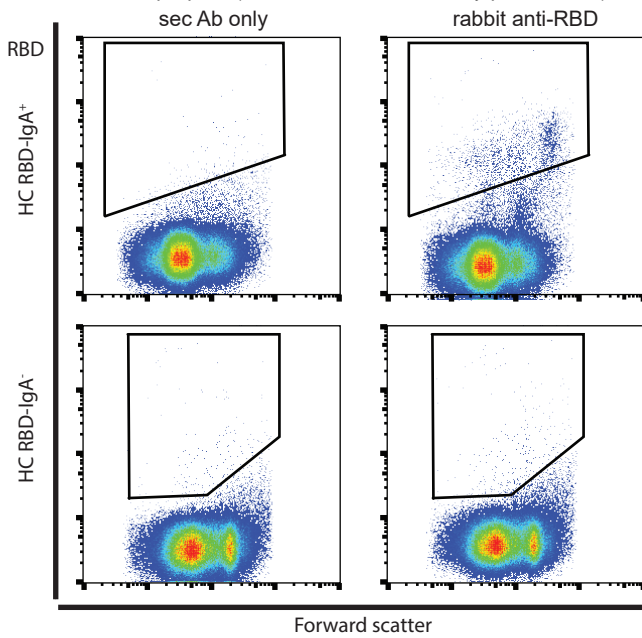 sec Ab only
rabbit anti-RBD
RBD
HC RBD-IgA⁺
HC RBD-IgA⁻
Forward scatter